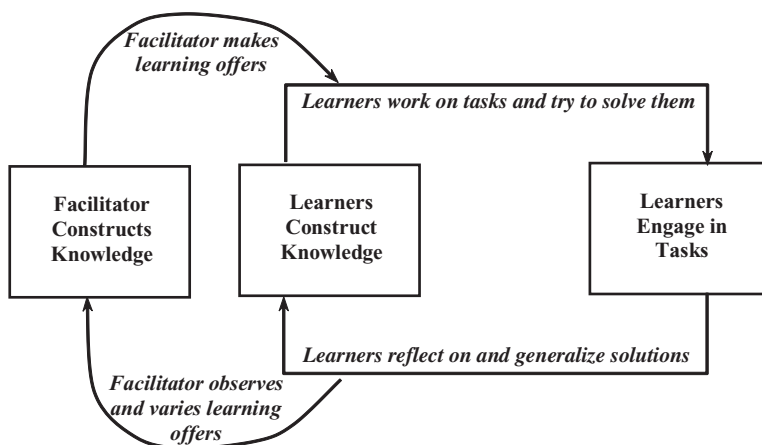 Facilitator makes
learning offers
Learners work on tasks and try to solve them
Facilitator
Constructs
Knowledge
Learners
Construct
Knowledge
Learners
Engage in
Tasks
Learners reflect on and generalize solutions
Facilitator observes
and varies learning
offers